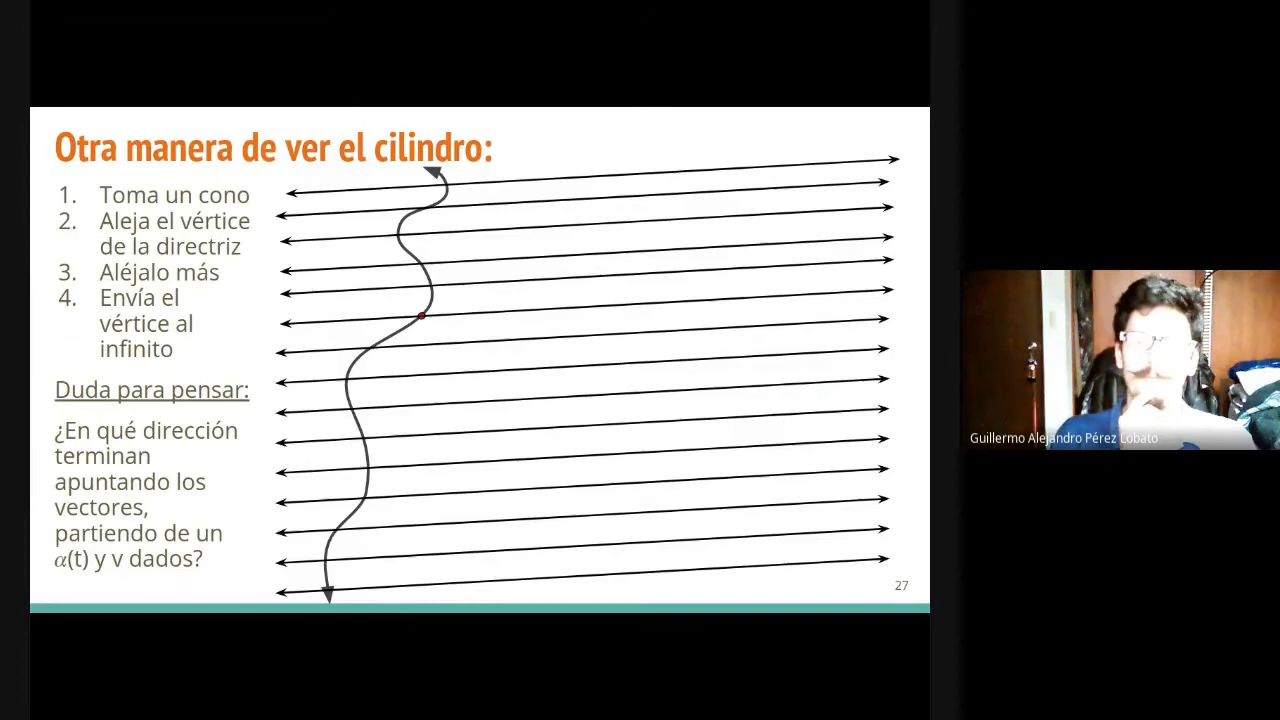 Otra manera de ver el cilindro:
1. Toma un cono
2. Aleja el vértice
de la directriz
3. Aléjalo más
4. Envía el
vértice al
infinito
Duda para pensar:
¿En qué dirección
terminan
apuntando los
vectores,
partiendo de un
α(t) y v dados?
27
Guillermo Alejandro Pérez Lobato